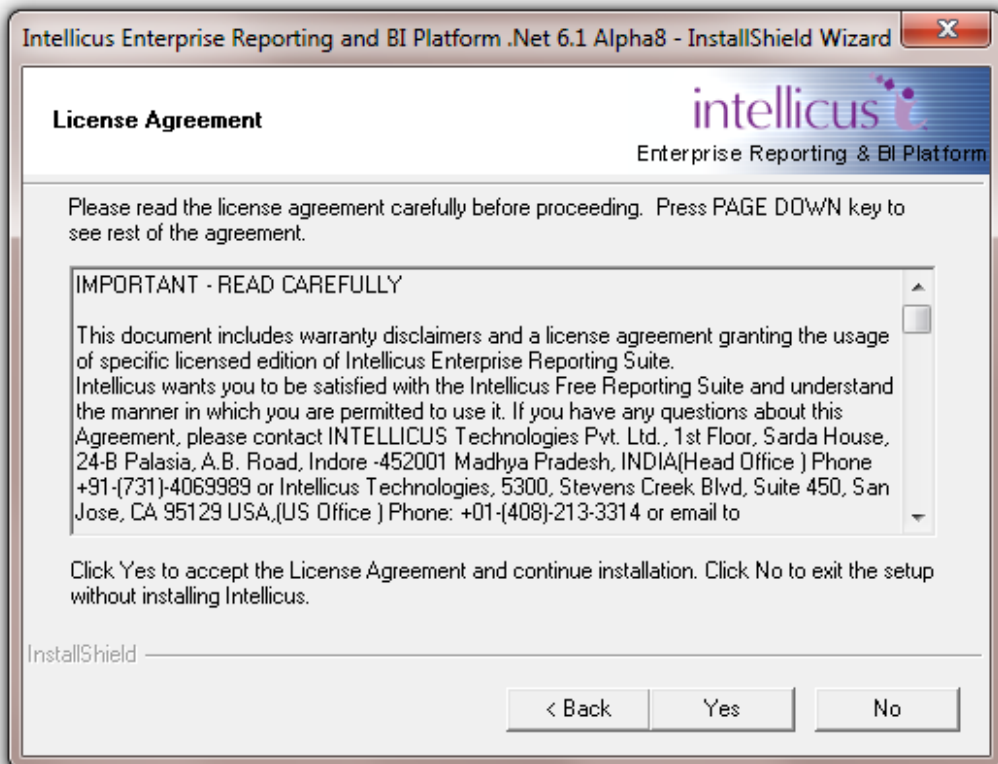 Intellicus Enterprise Reporting and BI Platform .Net 6.1 Alpha8 - InstallShield Wizard
License Agreement
intellicus
Enterprise Reporting & BI Platform
Please read the license agreement carefully before proceeding.  Press PAGE DOWN key to
see rest of the agreement.
IMPORTANT - READ CAREFULLY
This document includes warranty disclaimers and a license agreement granting the usage
of specific licensed edition of Intellicus Enterprise Reporting Suite.
Intellicus wants you to be satisfied with the Intellicus Free Reporting Suite and understand
the manner in which you are permitted to use it. If you have any questions about this
Agreement, please contact INTELLICUS Technologies Pvt. Ltd., 1st Floor, Sarda House,
24-B Palasia, A.B. Road, Indore -452001 Madhya Pradesh, INDIA(Head Office ) Phone
+91-(731)-4069989 or Intellicus Technologies, 5300, Stevens Creek Blvd, Suite 450, San
Jose, CA 95129 USA,(US Office ) Phone: +01-(408)-213-3314 or email to
Click Yes to accept the License Agreement and continue installation. Click No to exit the setup
without installing Intellicus.
InstallShield
< Back Yes No